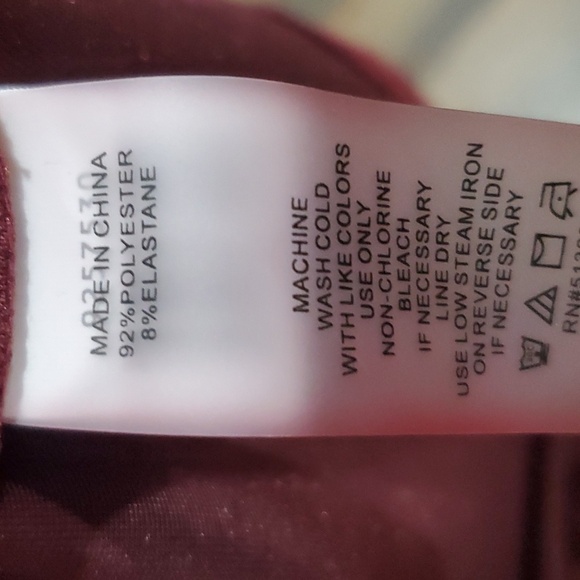 MADE IN CHINA
92%POLYESTER
8%ELASTANE
MACHINE
WASH COLD
WITH LIKE COLORS
USE ONLY
NON-CHLORINE
BLEACH
IF NECESSARY
LINE DRY
USE LOW STEAM IRON
ON REVERSE SIDE
IF NECESSARY